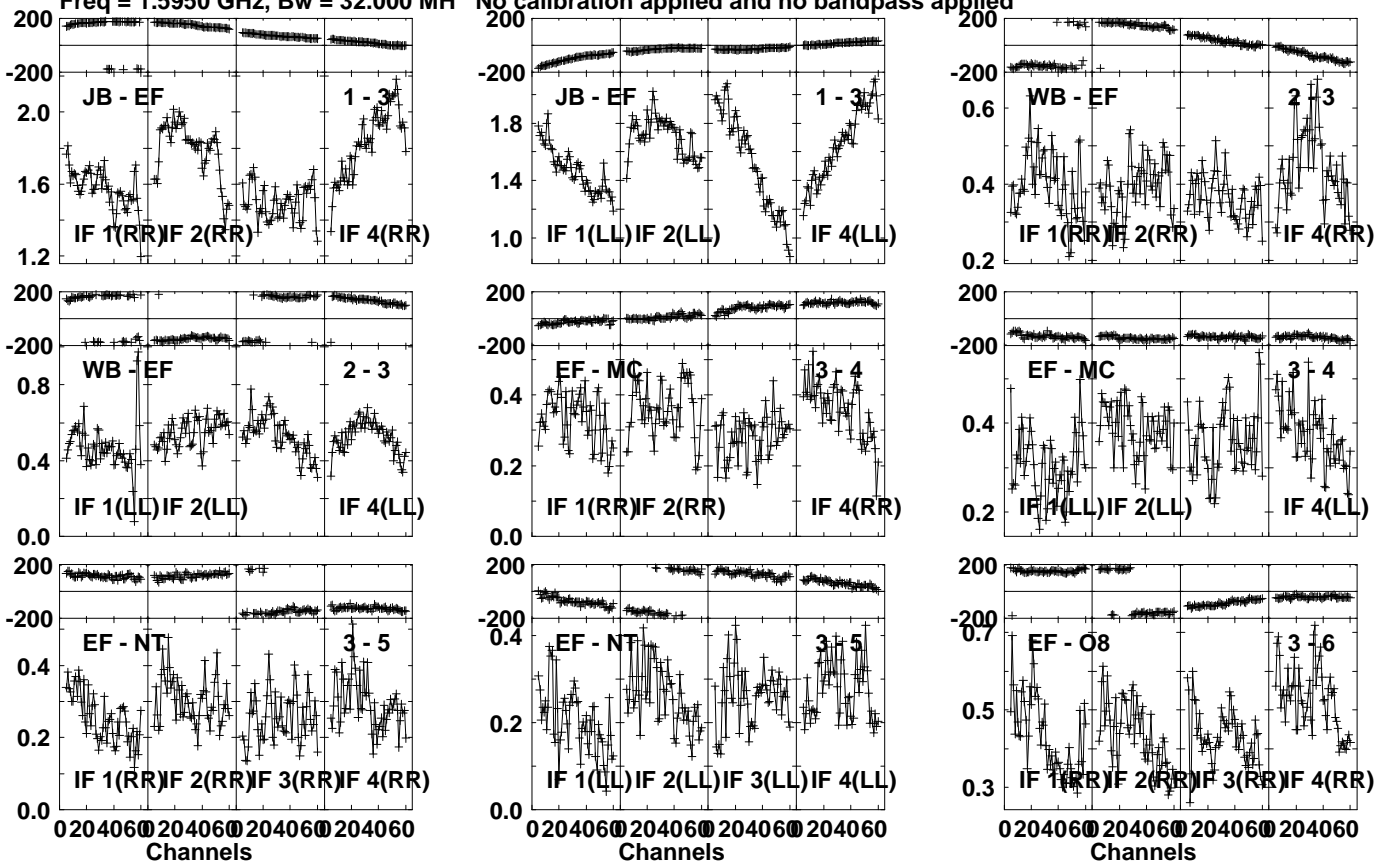 Freq = 1.5950 GHz, Bw = 32.000 MH No calibration applied and no bandpass applied
200
-200
JB - EF
1 - 3
2.0
1.6
1.2
IF 1(RR)
IF 2(RR)
IF 4(RR)
200
-200
JB - EF
1 - 3
1.8
1.4
1.0
IF 1(LL)
IF 2(LL)
IF 4(LL)
200
-200
WB - EF
2 - 3
0.6
0.4
0.2
IF 1(RR)
IF 2(RR)
IF 4(RR)
200
-200
WB - EF
2 - 3
0.8
0.4
0.0
IF 1(LL)
IF 2(LL)
IF 4(LL)
200
-200
EF - MC
3 - 4
0.4
0.2
0.0
IF 1(RR)
IF 2(RR)
IF 4(RR)
200
-200
EF - MC
3 - 4
0.4
0.2
IF 1(LL)
IF 2(LL)
IF 4(LL)
200
-200
EF - NT
3 - 5
0.4
0.2
0.0
IF 1(RR)
IF 2(RR)
IF 3(RR)
IF 4(RR)
0 20 40 60 0 20 40 60 0 20 40 60 0 20 40 60
Channels
200
-200
EF - NT
3 - 5
0.4
0.2
0.0
IF 1(LL)
IF 2(LL)
IF 3(LL)
IF 4(LL)
0 20 40 60 0 20 40 60 0 20 40 60 0 20 40 60
Channels
200
-200
EF - O8
3 - 6
0.7
0.5
0.3
IF 1(RR)
IF 2(RR)
IF 3(RR)
IF 4(RR)
0 20 40 60 0 20 40 60 0 20 40 60 0 20 40 60
Channels